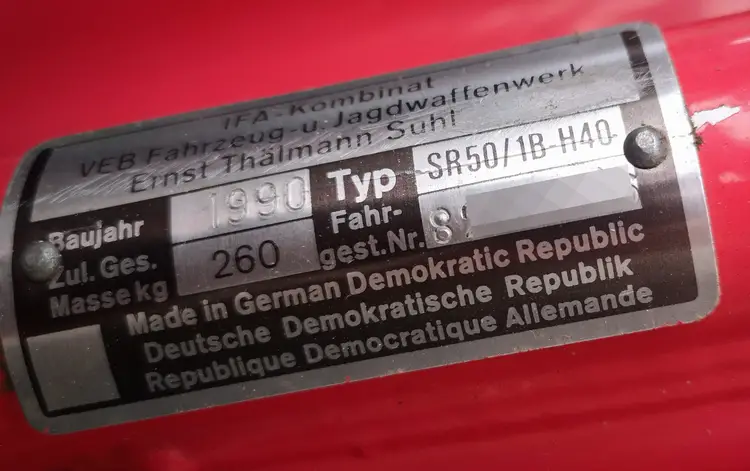 IFA-Kombinat
VEB Fahrzeug-u. Jagdwaffenwerk
Ernst Thälmann Suhl
Baujahr 1990 Typ SR50/1B-H40-
Zul. Ges. Masse kg 260 Fahr-gest.Nr. 8
Made in German Demokratic Republic
Deutsche Demokratische Republik
Republique Democratique Allemande